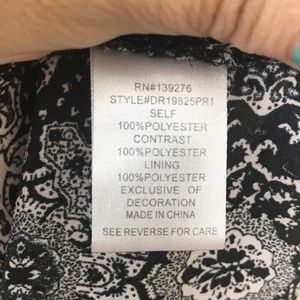 RN#139276
STYLE#DR19825PR1
SELF
100%POLYESTER
CONTRAST
100%POLYESTER
LINING
100%POLYESTER
EXCLUSIVE OF
DECORATION
MADE IN CHINA
SEE REVERSE FOR CARE